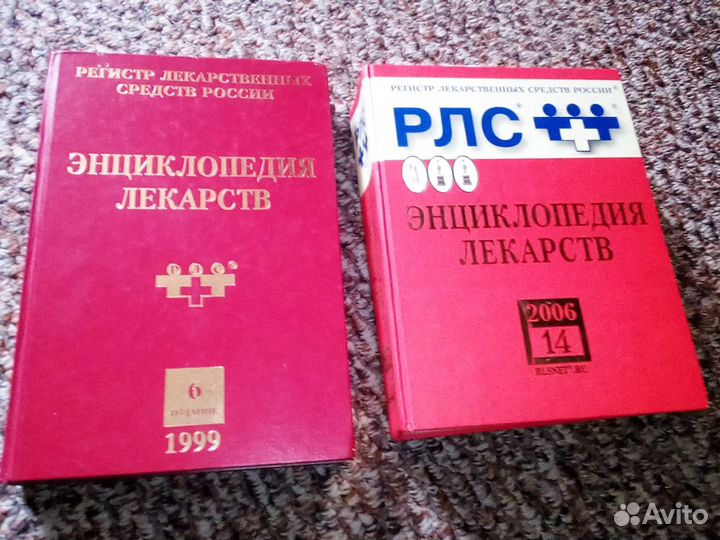 РЕГИСТР ЛЕКАРСТВЕННЫХ
СРЕДСТВ РОССИИ
ЭНЦИКЛОПЕДИЯ
ЛЕКАРСТВ
РЛС®
6
ИЗДАНИЕ
1999
РЕГИСТР ЛЕКАРСТВЕННЫХ СРЕДСТВ РОССИИ®
РЛС®
ЭНЦИКЛОПЕДИЯ
ЛЕКАРСТВ
2006
14
RLSNET®.RU
Avito